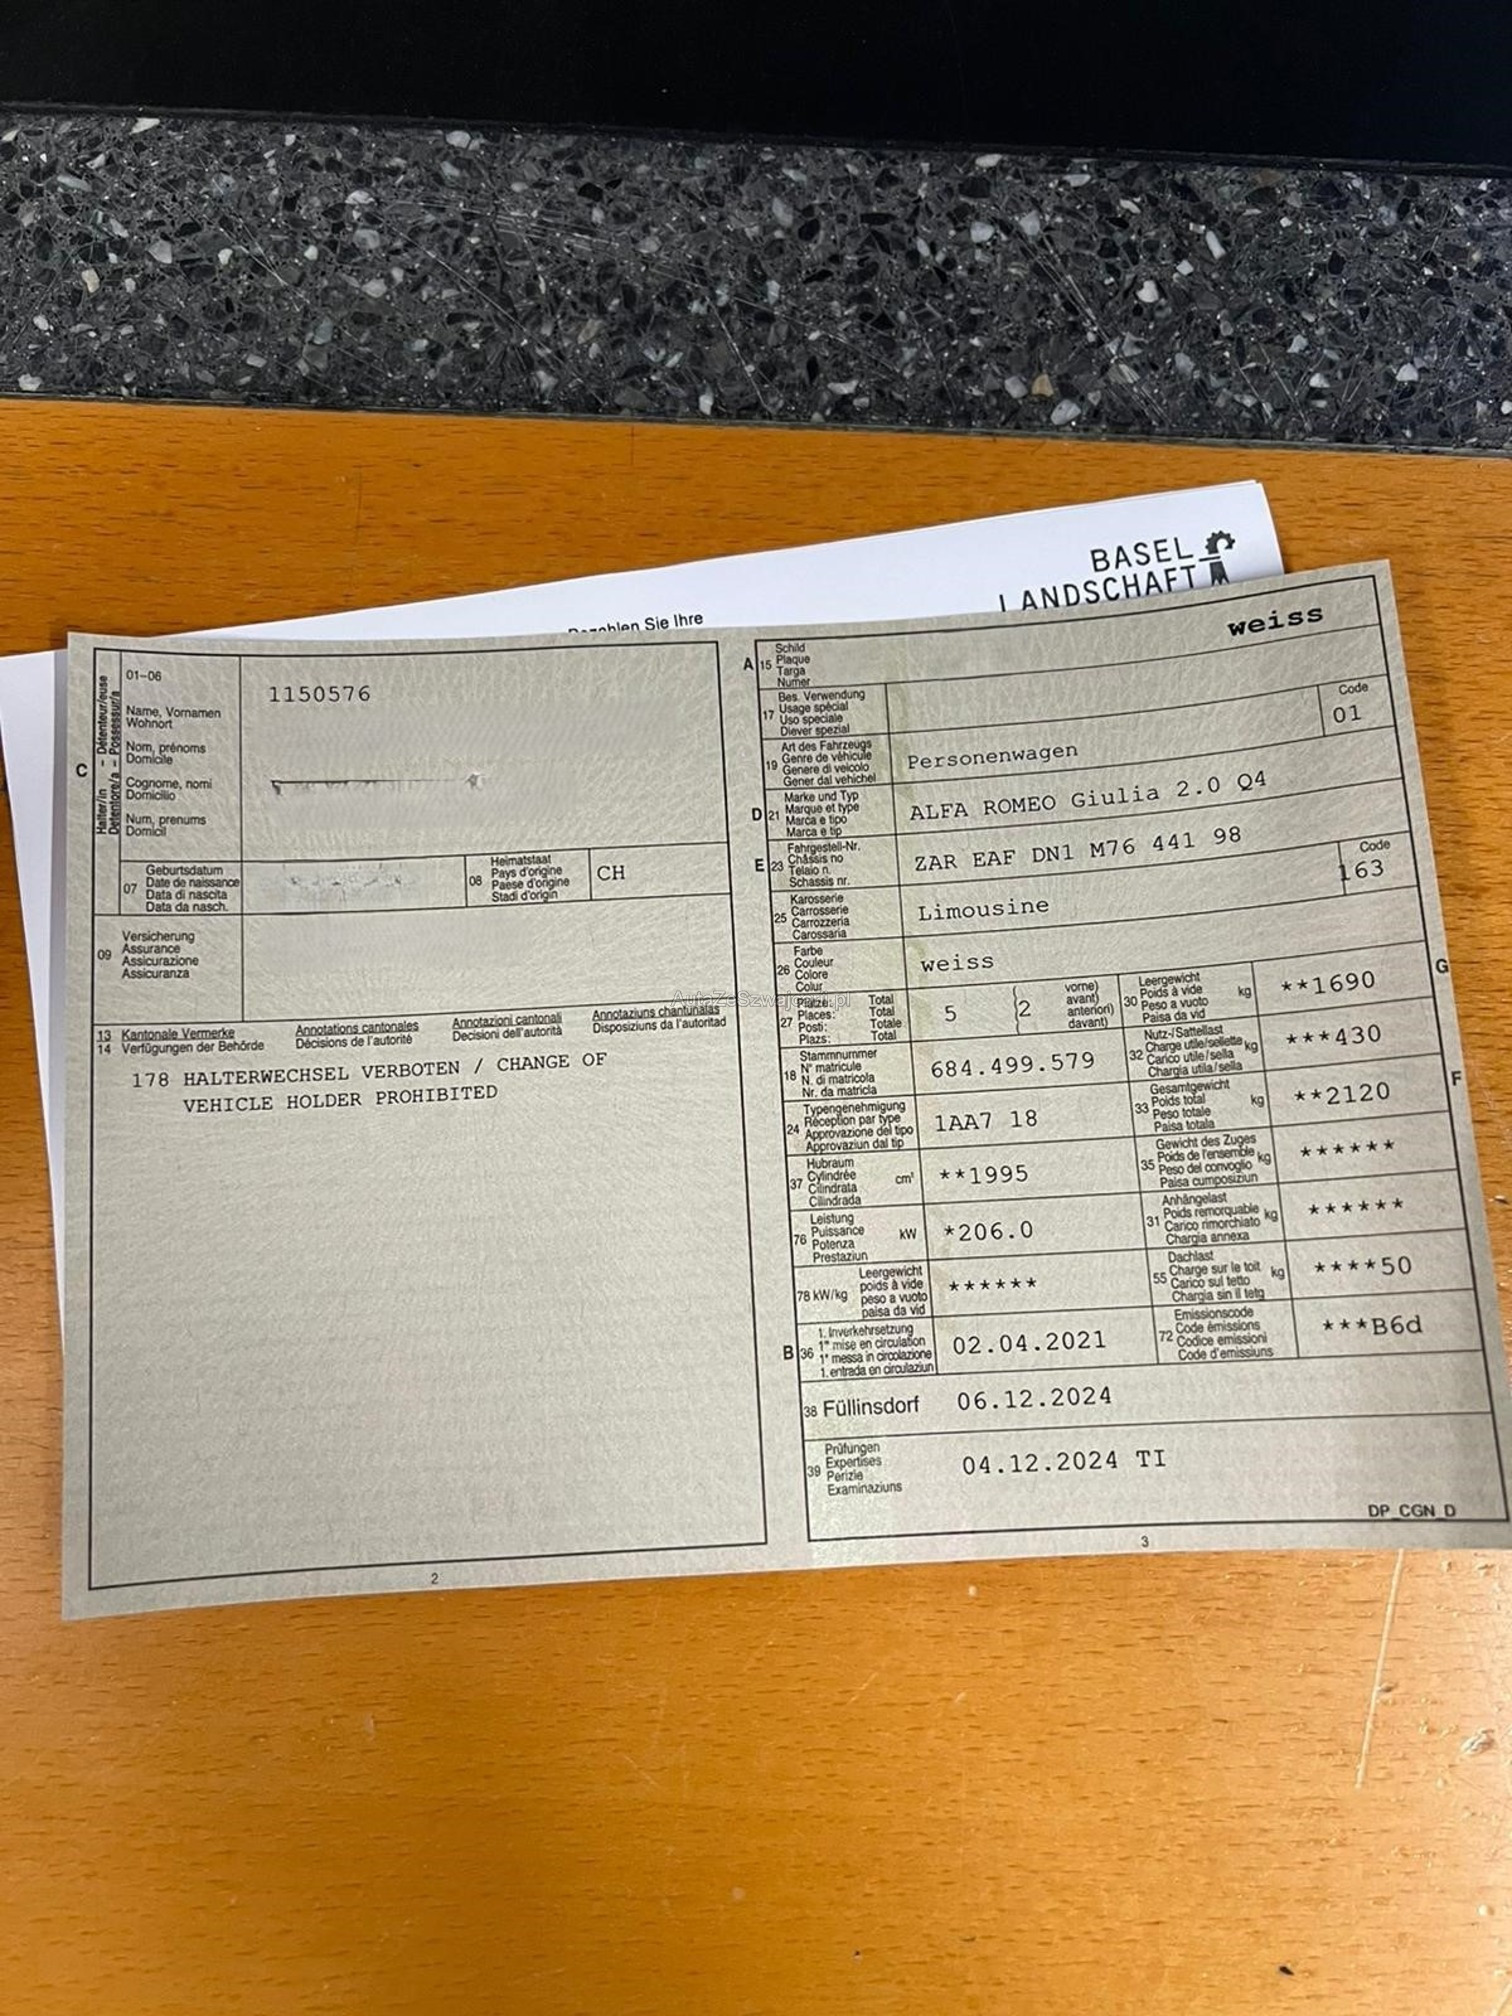 BASEL
LANDSCHAFT
Bezahlen Sie Ihre
C
Halter/in - Détenteur/euse
Detentore/a - Possessur/a
01-06
Name, Vornamen
Wohnort
Nom, prénoms
Domicile
Cognome, nomi
Domicilio
Num, prenums
Domicil
1150576
07
Geburtsdatum
Date de naissance
Data di nascita
Data da nasch.
08
Heimatstaat
Pays d'origine
Paese d'origine
Stadi d'origin
CH
09
Versicherung
Assurance
Assicurazione
Assicuranza
13 Kantonale Vermerke Annotations cantonales Annotazioni cantonali Annotaziuns chantunalas
14 Verfügungen der Behörde Décisions de l'autorité Decisioni dell'autorità Disposiziuns da l'autoritad
178 HALTERWECHSEL VERBOTEN / CHANGE OF
VEHICLE HOLDER PROHIBITED
2
A 15
Schild
Plaque
Targa
Numer
weiss
17
Bes. Verwendung
Usage spécial
Uso speciale
Diever spezial
Code
01
19
Art des Fahrzeugs
Genre de véhicule
Genere di veicolo
Gener dal vehichel
Personenwagen
D 21
Marke und Typ
Marque et type
Marca e tipo
Marca e tip
ALFA ROMEO Giulia 2.0 Q4
E 23
Fahrgestell-Nr.
Châssis no
Telaio n.
Schassis nr.
ZAR EAF DN1 M76 441 98
25
Karosserie
Carrosserie
Carrozzeria
Carossaria
Limousine
Code
163
26
Farbe
Couleur
Colore
Colur
weiss
27
Plätze: Total
Places: Total
Posti: Totale
Plazs: Total
5 (2
vorne)
avant)
anteriori)
davant)
G
30
Leergewicht
Poids à vide
Peso a vuoto
Paisa da vid
kg
**1690
18
Stammnummer
N° matricule
N. di matricola
Nr. da matricla
684.499.579
32
Nutz-/Sattellast
Charge utile/sellette
Carico utile/sella
Chargia utila/sella
kg
***430
24
Typengenehmigung
Réception par type
Approvazione del tipo
Approvaziun dal tip
1AA7 18
F
33
Gesamtgewicht
Poids total
Peso totale
Paisa totala
kg
**2120
37
Hubraum
Cylindrée
Cilindrata
Cilindrada
cm³
**1995
35
Gewicht des Zuges
Poids de l'ensemble
Peso del convoglio
Paisa cumposiziun
kg
******
76
Leistung
Puissance
Potenza
Prestaziun
kW
*206.0
31
Anhängelast
Poids remorquable
Carico rimorchiato
Chargia annexa
kg
******
78 kW/kg
Leergewicht
poids à vide
peso a vuoto
paisa da vid
******
55
Dachlast
Charge sur le toit
Carico sul tetto
Chargia sin il tetg
kg
****50
B 36
1. Inverkehrsetzung
1re mise en circulation
1a messa in circolazione
1. entrada en circulaziun
02.04.2021
72
Emissionscode
Code émissions
Codice emissioni
Code d'emissiuns
***B6d
38 Füllinsdorf 06.12.2024
39
Prüfungen
Expertises
Perizie
Examinaziuns
04.12.2024 TI
DP_CGN_D
3
AutaZeSzwajcarii.pl